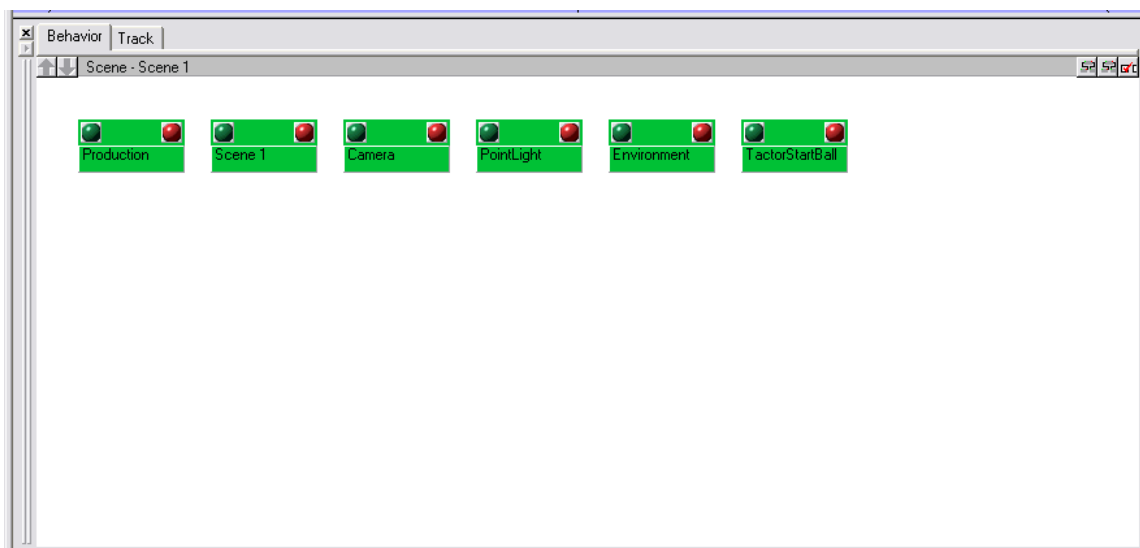 Behavior Track
Scene - Scene 1
Production Scene 1 Camera PointLight Environment TactorStartBall